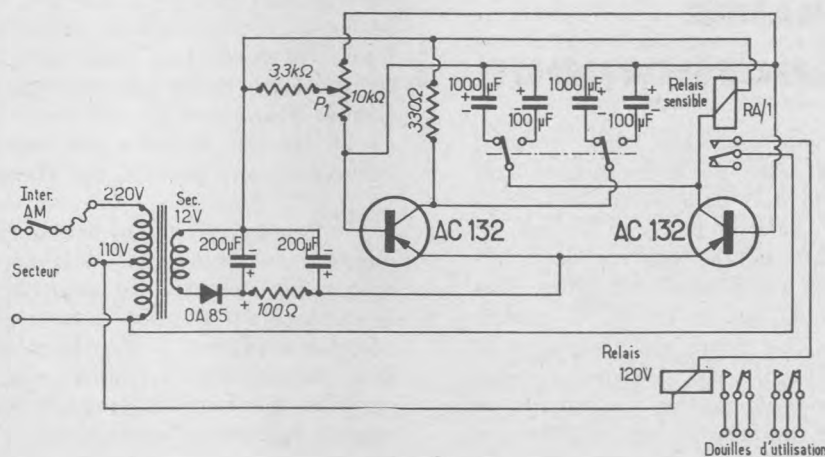 3,3kΩ
P1
10kΩ
330Ω
1000µF
+
-
+
-
100µF
1000µF
+
-
+
-
100µF
Relais
sensible
RA/1
Inter.
AM
220V
110V
Secteur
Sec.
12V
200µF
-
+
200µF
-
+
OA 85
+
100Ω
AC 132
AC 132
Relais
120V
Douilles d'utilisation